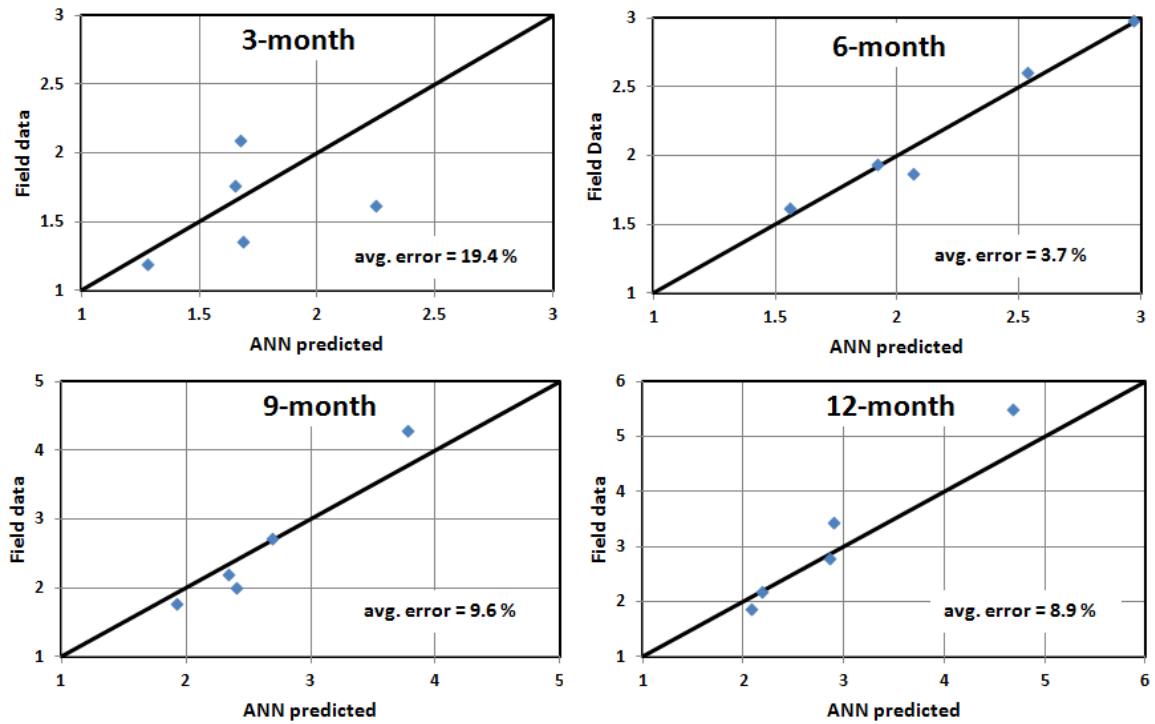 3-month
3
2.5
2
1.5
1
Field data
avg. error = 19.4 %
1 1.5 2 2.5 3
ANN predicted
6-month
3
2.5
2
1.5
1
Field Data
avg. error = 3.7 %
1 1.5 2 2.5 3
ANN predicted
9-month
5
4
3
2
1
Field data
avg. error = 9.6 %
1 2 3 4 5
ANN predicted
12-month
6
5
4
3
2
1
Field data
avg. error = 8.9 %
1 2 3 4 5 6
ANN predicted